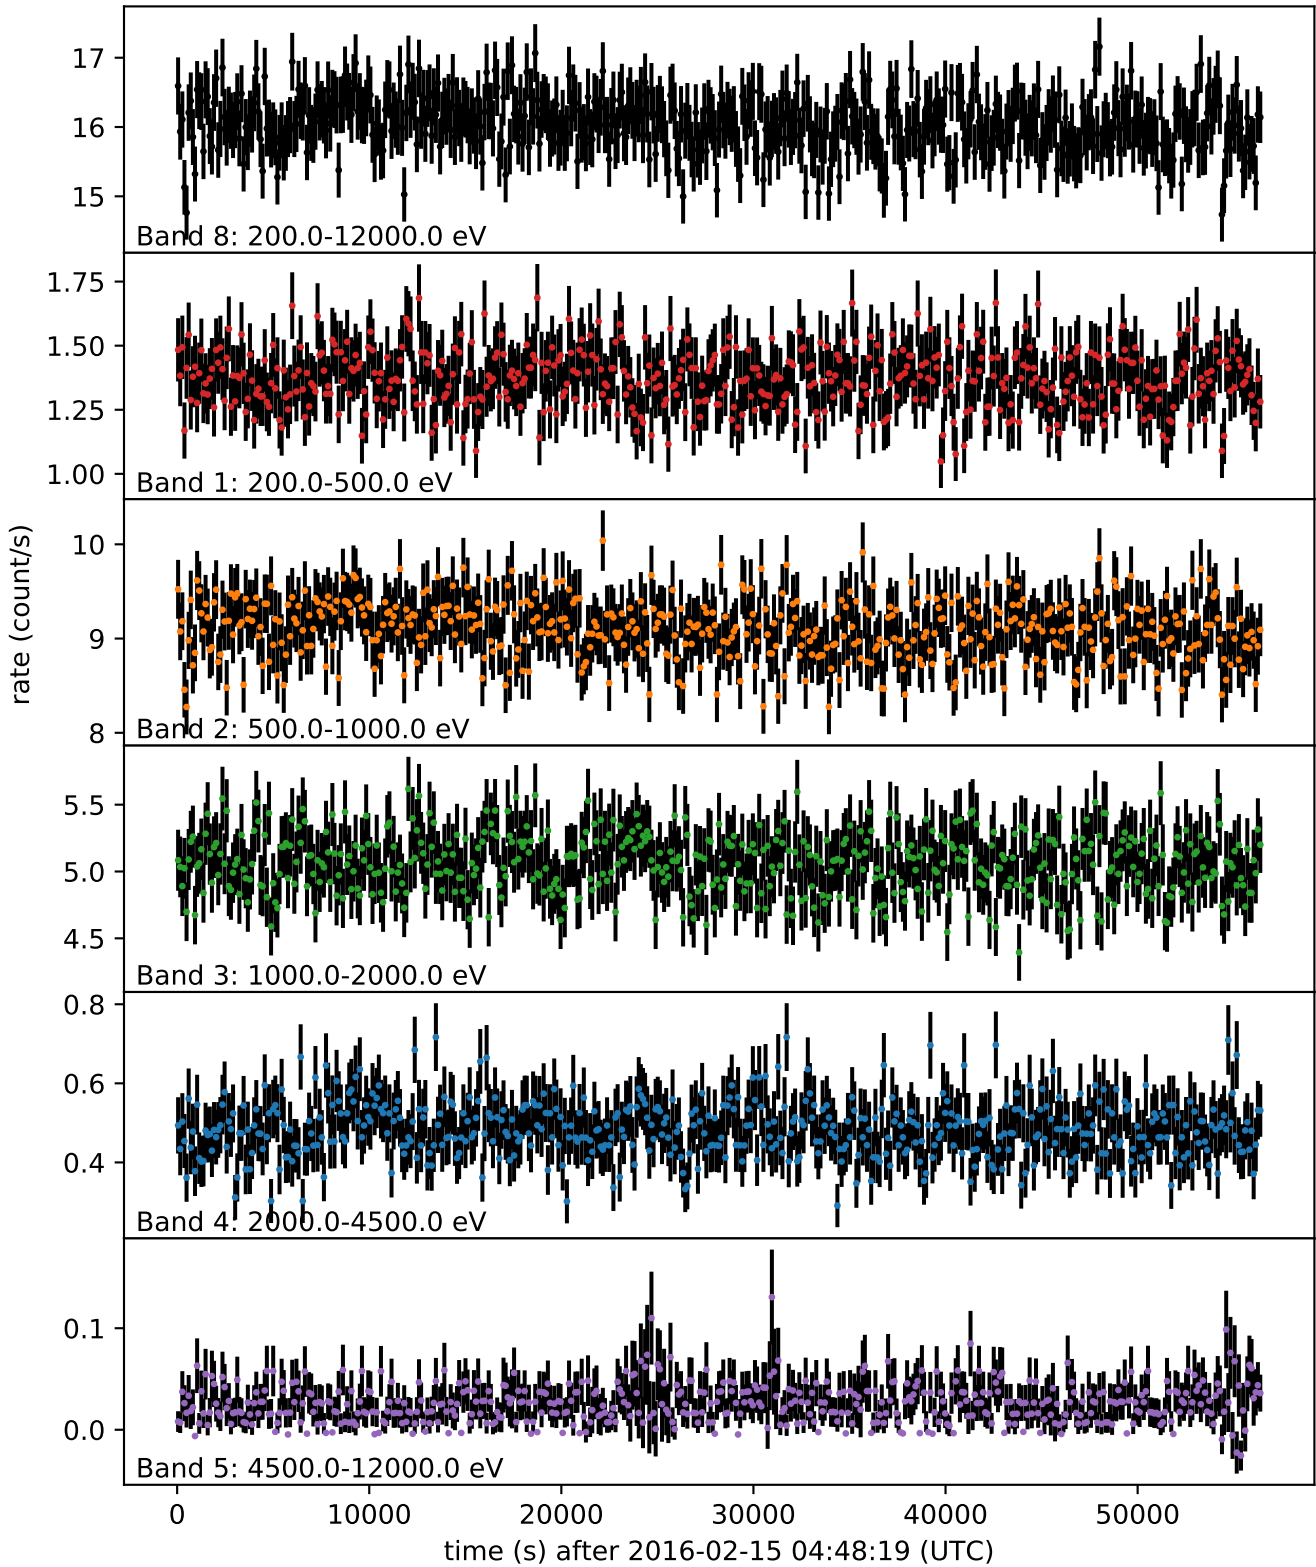 17
16
15
Band 8: 200.0-12000.0 eV
1.75
1.50
1.25
1.00
Band 1: 200.0-500.0 eV
rate (count/s)
10
9
8
Band 2: 500.0-1000.0 eV
5.5
5.0
4.5
Band 3: 1000.0-2000.0 eV
0.8
0.6
0.4
Band 4: 2000.0-4500.0 eV
0.1
0.0
Band 5: 4500.0-12000.0 eV
0 10000 20000 30000 40000 50000
time (s) after 2016-02-15 04:48:19 (UTC)